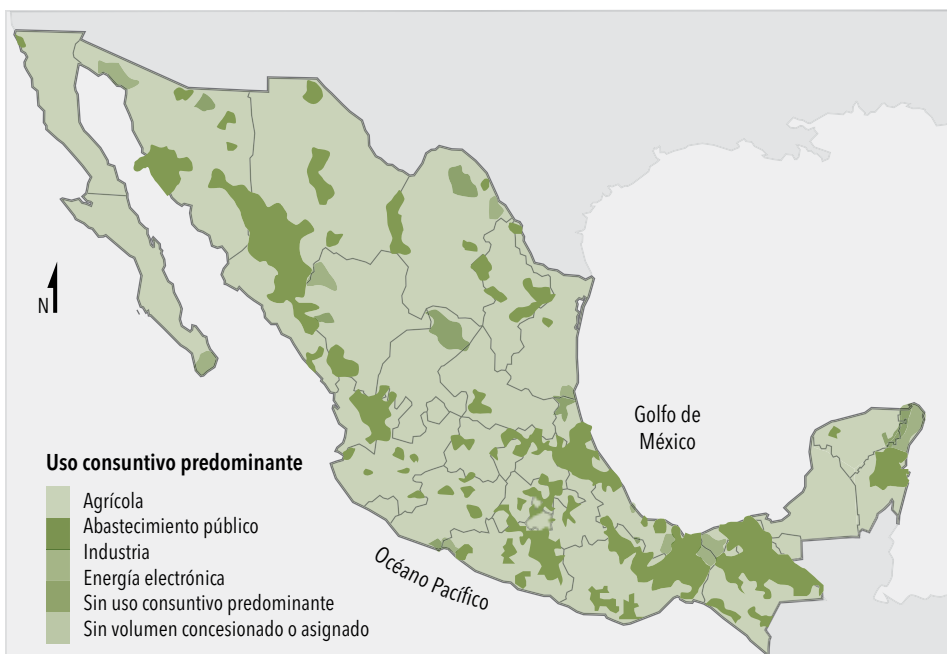 N
Golfo de
México
Océano Pacífico
Uso consuntivo predominante
Agrícola
Abastecimiento público
Industria
Energía electrónica
Sin uso consuntivo predominante
Sin volumen concesionado o asignado